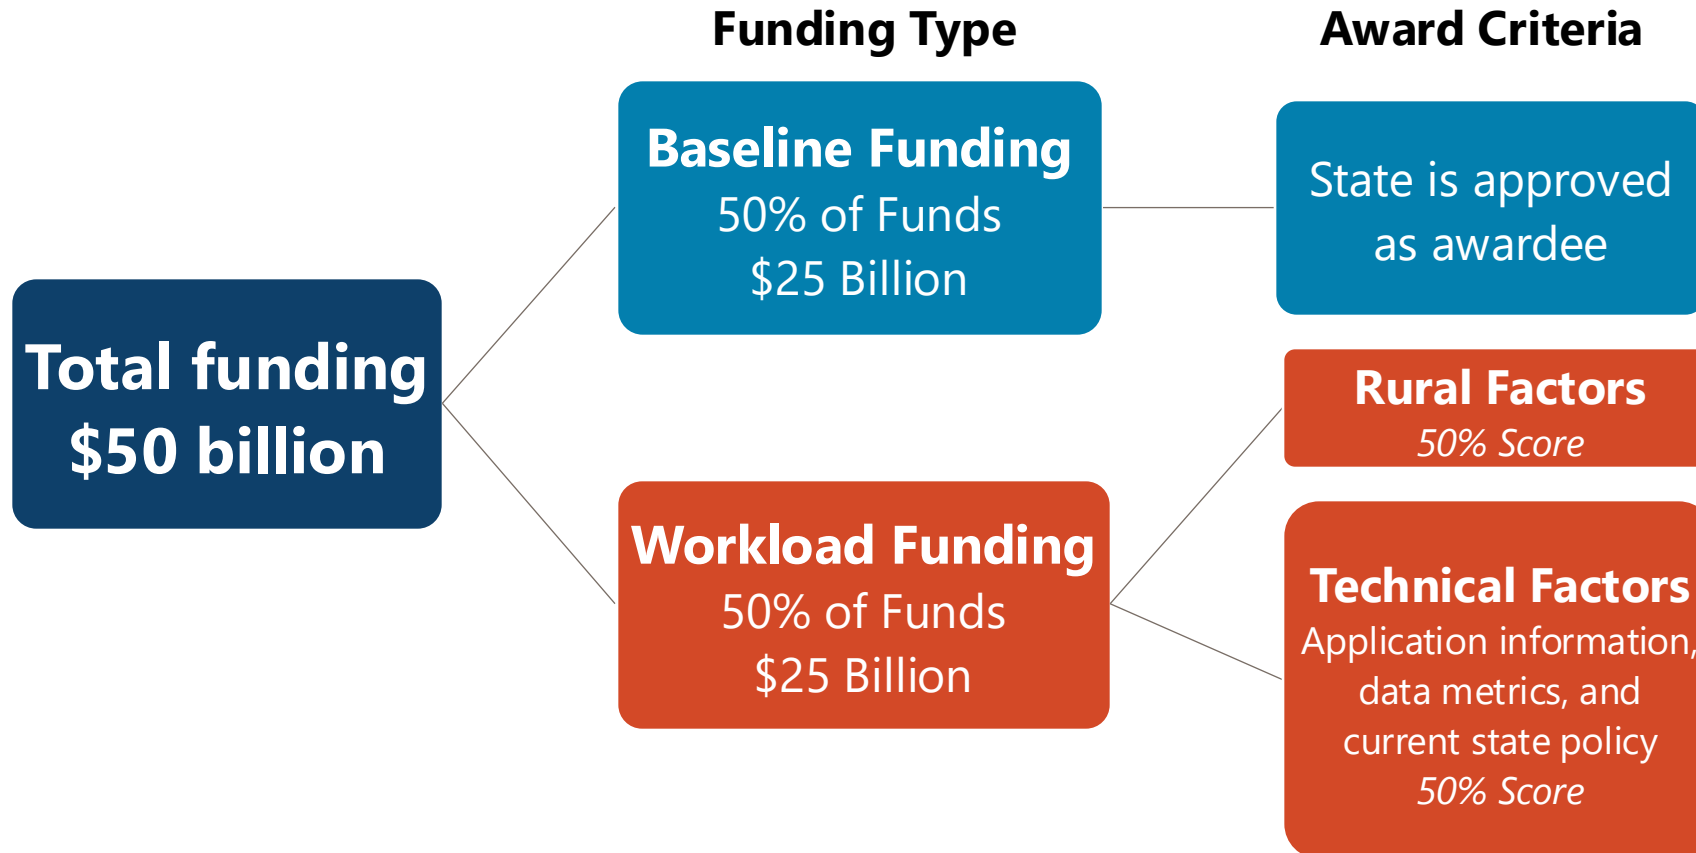 Funding Type
Award Criteria
Total funding
$50 billion
Baseline Funding
50% of Funds
$25 Billion
State is approved
as awardee
Workload Funding
50% of Funds
$25 Billion
Rural Factors
50% Score
Technical Factors
Application information,
data metrics, and
current state policy
50% Score